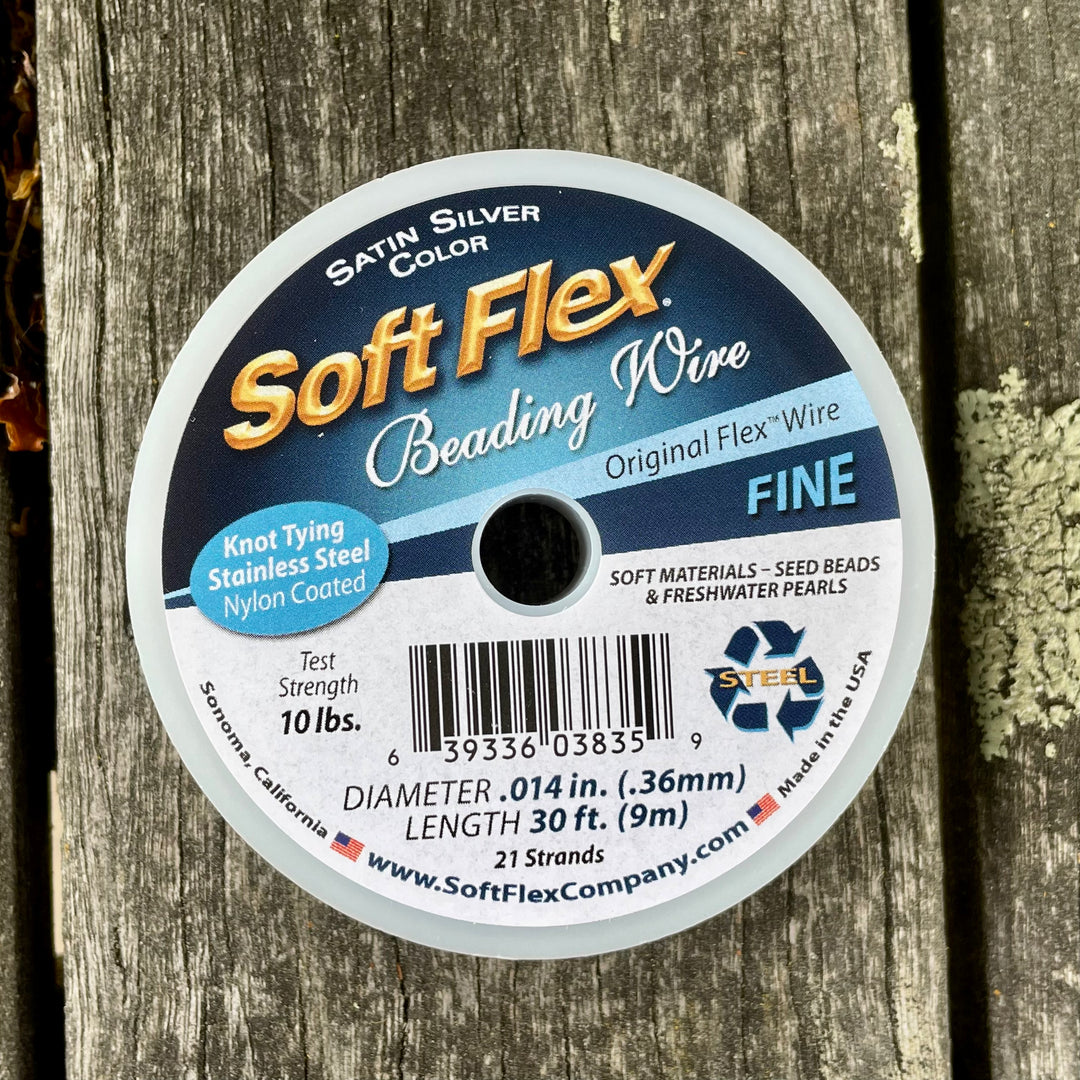 SATIN SILVER
COLOR
Soft Flex®
Beading Wire
Original Flex™ Wire
FINE
Knot Tying
Stainless Steel
Nylon Coated
SOFT MATERIALS – SEED BEADS
& FRESHWATER PEARLS
Test
Strength
10 lbs.
STEEL
6 39336 03835 9
DIAMETER .014 in. (.36mm)
LENGTH 30 ft. (9m)
21 Strands
Sonoma, California
www.SoftFlexCompany.com
Made in the USA